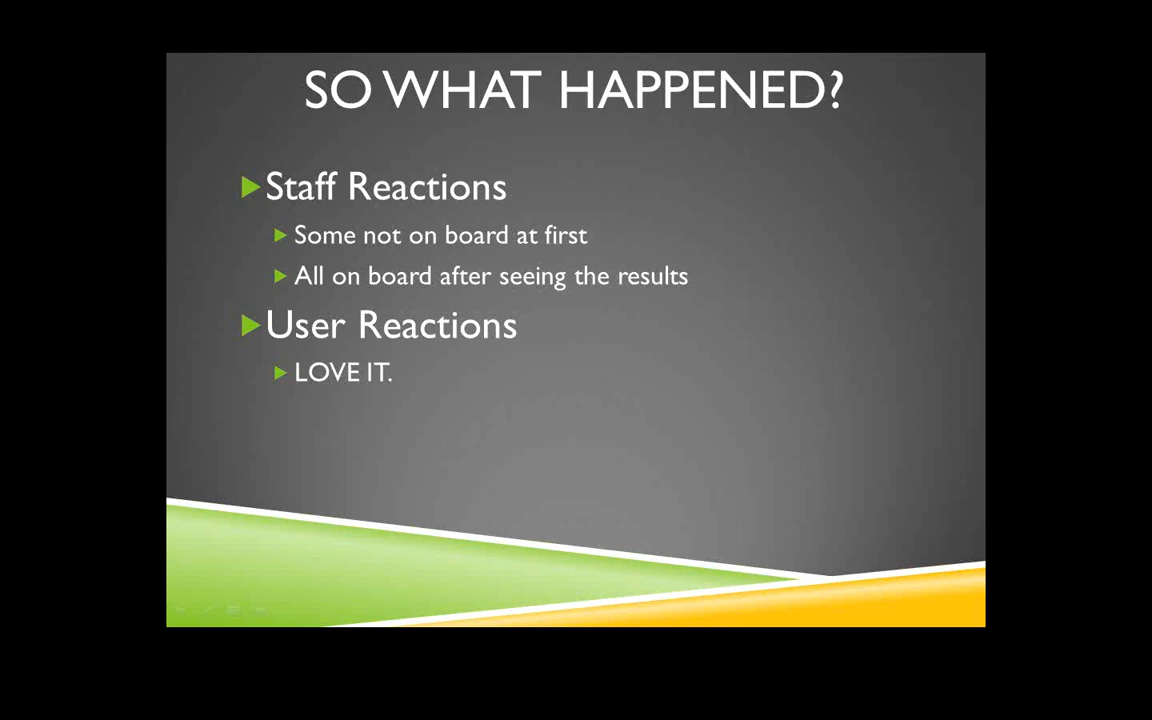 SO WHAT HAPPENED?
Staff Reactions
Some not on board at first
All on board after seeing the results
User Reactions
LOVE IT.